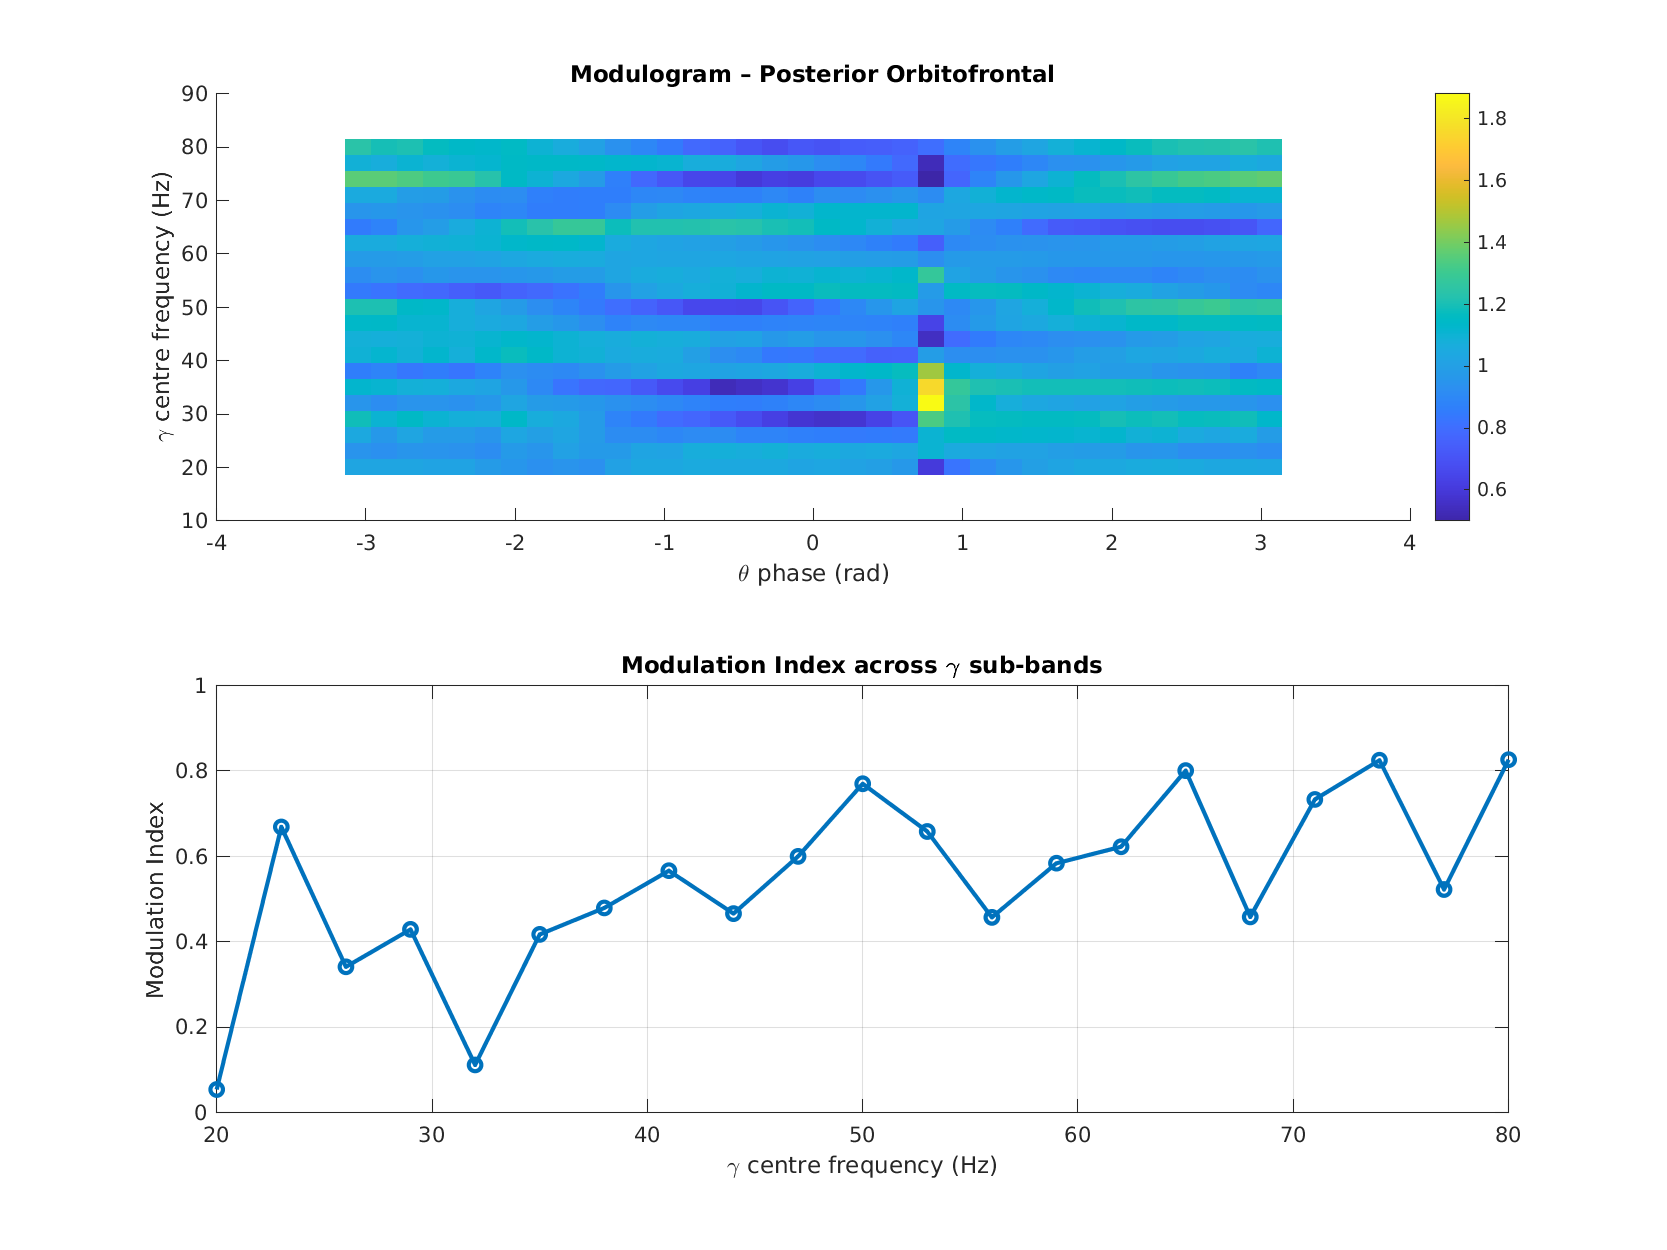 Modulogram – Posterior Orbitofrontal
90
80
70
60
50
40
30
20
10
γ centre frequency (Hz)
-4 -3 -2 -1 0 1 2 3 4
θ phase (rad)
1.8
1.6
1.4
1.2
1
0.8
0.6
Modulation Index across γ sub-bands
1
0.8
0.6
0.4
0.2
0
Modulation Index
20 30 40 50 60 70 80
γ centre frequency (Hz)